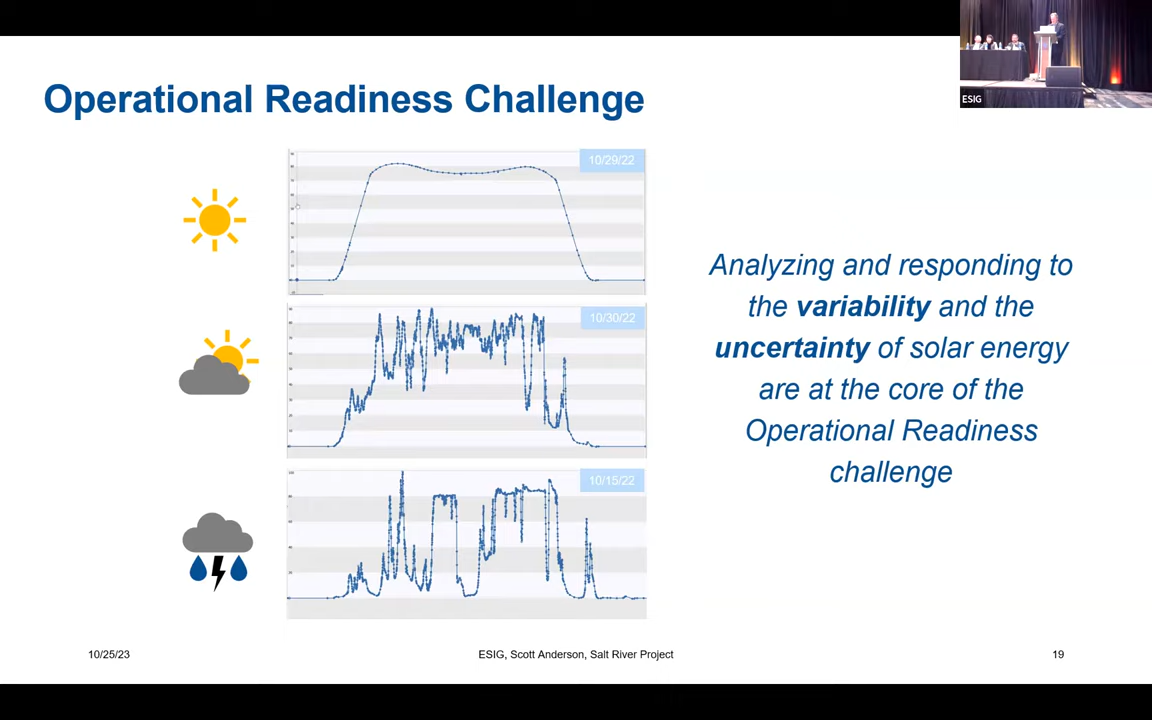 Operational Readiness Challenge
ESIG
10/29/22
10/30/22
10/15/22
Analyzing and responding to
the variability and the
uncertainty of solar energy
are at the core of the
Operational Readiness
challenge
10/25/23
ESIG, Scott Anderson, Salt River Project
19